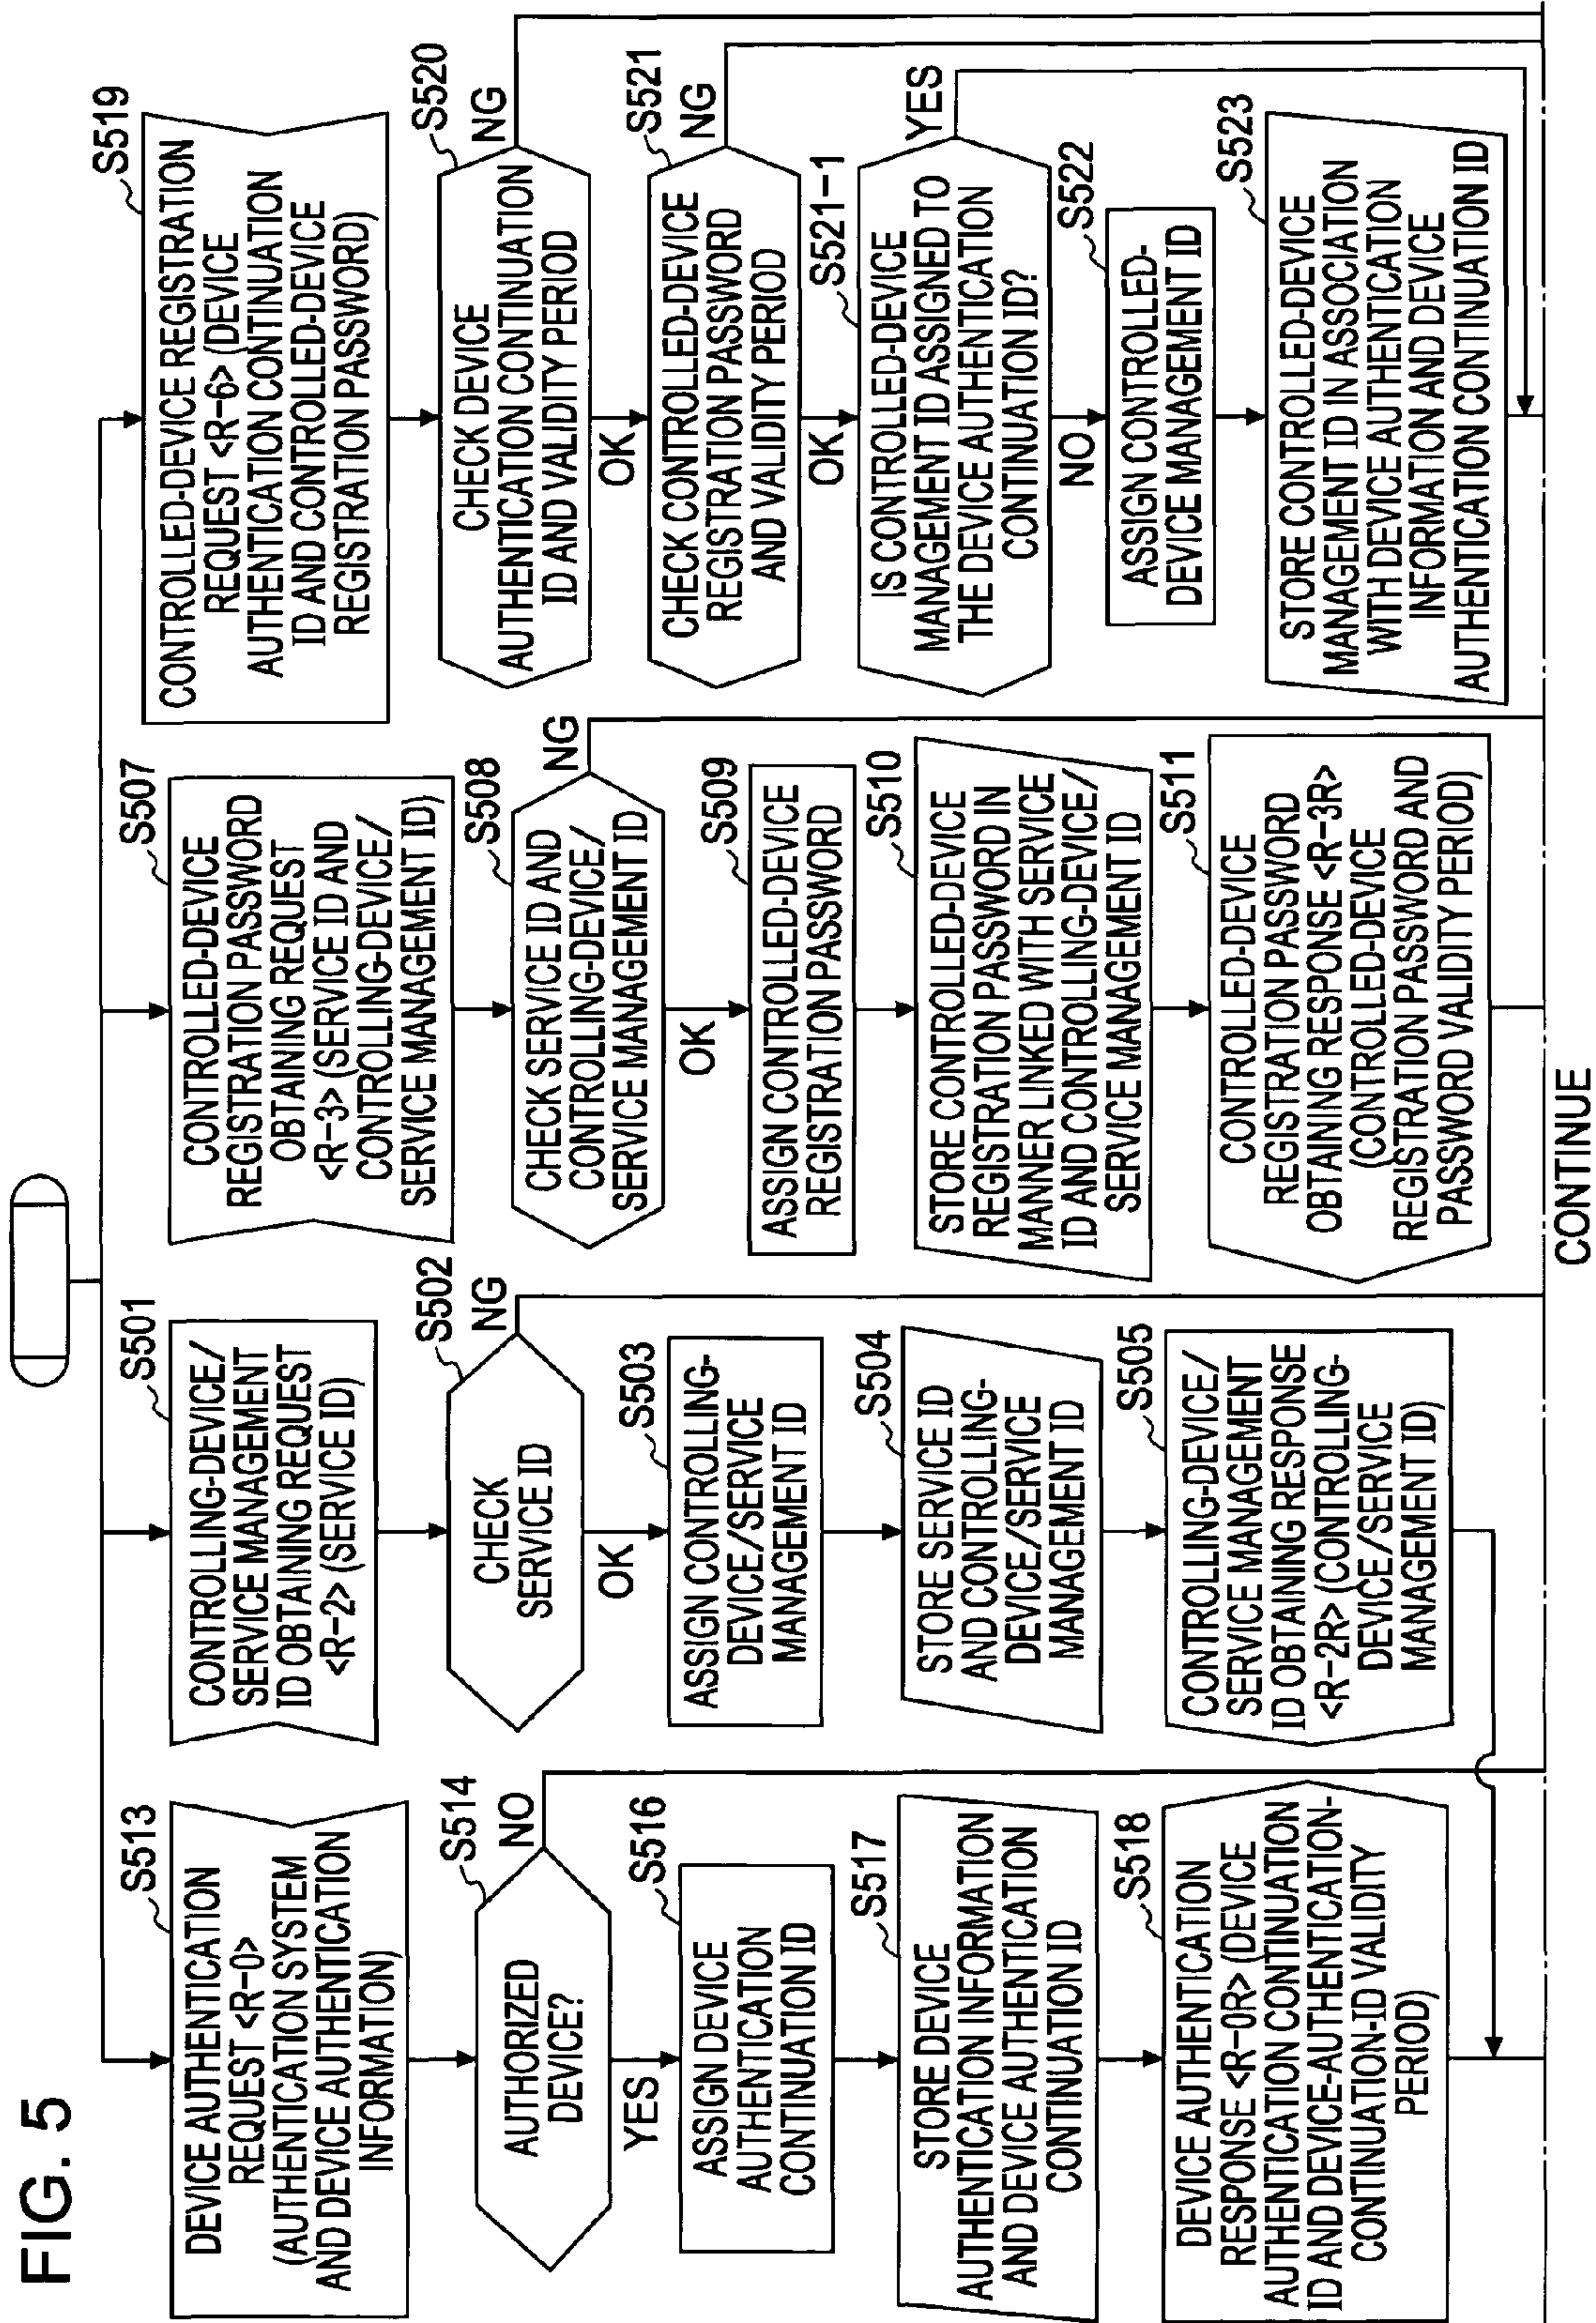 FIG. 5
S513
DEVICE AUTHENTICATION
REQUEST <R-0>
(AUTHENTICATION SYSTEM
AND DEVICE AUTHENTICATION
INFORMATION)
S514
AUTHORIZED
DEVICE?
NO
YES
S516
ASSIGN DEVICE
AUTHENTICATION
CONTINUATION ID
S517
STORE DEVICE
AUTHENTICATION INFORMATION
AND DEVICE AUTHENTICATION
CONTINUATION ID
S518
DEVICE AUTHENTICATION
RESPONSE <R-0R> (DEVICE
AUTHENTICATION CONTINUATION
ID AND DEVICE-AUTHENTICATION-
CONTINUATION-ID VALIDITY
PERIOD)
S501
CONTROLLING-DEVICE/
SERVICE MANAGEMENT
ID OBTAINING REQUEST
<R-2> (SERVICE ID)
S502
CHECK
SERVICE ID
NG
OK
S503
ASSIGN CONTROLLING-
DEVICE/SERVICE
MANAGEMENT ID
S504
STORE SERVICE ID
AND CONTROLLING-
DEVICE/SERVICE
MANAGEMENT ID
S505
CONTROLLING-DEVICE/
SERVICE MANAGEMENT
ID OBTAINING RESPONSE
<R-2R> (CONTROLLING-
DEVICE/SERVICE
MANAGEMENT ID)
S507
CONTROLLED-DEVICE
REGISTRATION PASSWORD
OBTAINING REQUEST
<R-3> (SERVICE ID AND
CONTROLLING-DEVICE/
SERVICE MANAGEMENT ID)
S508
CHECK SERVICE ID AND
CONTROLLING-DEVICE/
SERVICE MANAGEMENT ID
NG
OK
S509
ASSIGN CONTROLLED-DEVICE
REGISTRATION PASSWORD
S510
STORE CONTROLLED-DEVICE
REGISTRATION PASSWORD IN
MANNER LINKED WITH SERVICE
ID AND CONTROLLING-DEVICE/
SERVICE MANAGEMENT ID
S511
CONTROLLED-DEVICE
REGISTRATION PASSWORD
OBTAINING RESPONSE <R-3R>
(CONTROLLED-DEVICE
REGISTRATION PASSWORD AND
PASSWORD VALIDITY PERIOD)
S519
CONTROLLED-DEVICE REGISTRATION
REQUEST <R-6> (DEVICE
AUTHENTICATION CONTINUATION
ID AND CONTROLLED-DEVICE
REGISTRATION PASSWORD)
S520
CHECK DEVICE
AUTHENTICATION CONTINUATION
ID AND VALIDITY PERIOD
NG
OK
S521
CHECK CONTROLLED-DEVICE
REGISTRATION PASSWORD
AND VALIDITY PERIOD
NG
OK
S521-1
IS CONTROLLED-DEVICE
MANAGEMENT ID ASSIGNED TO
THE DEVICE AUTHENTICATION
CONTINUATION ID?
YES
NO
S522
ASSIGN CONTROLLED-
DEVICE MANAGEMENT ID
S523
STORE CONTROLLED-DEVICE
MANAGEMENT ID IN ASSOCIATION
WITH DEVICE AUTHENTICATION
INFORMATION AND DEVICE
AUTHENTICATION CONTINUATION ID
CONTINUE